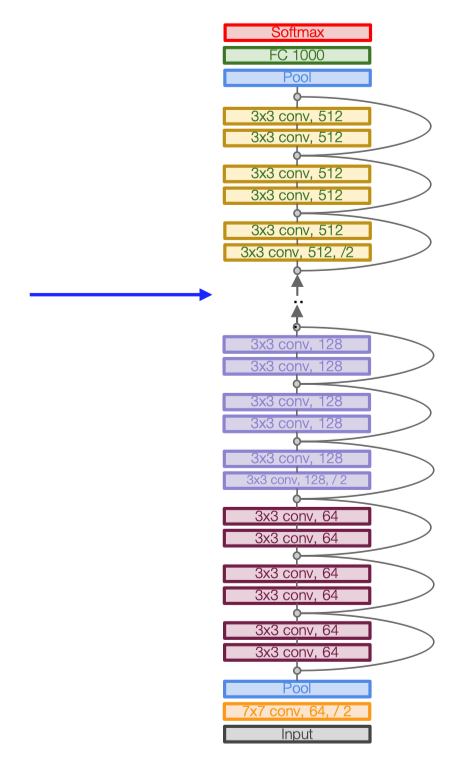 Softmax
FC 1000
Pool
3x3 conv, 512
3x3 conv, 512
3x3 conv, 512
3x3 conv, 512
3x3 conv, 512
3x3 conv, 512, /2
..
3x3 conv, 128
3x3 conv, 128
3x3 conv, 128
3x3 conv, 128
3x3 conv, 128
3x3 conv, 128, / 2
3x3 conv, 64
3x3 conv, 64
3x3 conv, 64
3x3 conv, 64
3x3 conv, 64
3x3 conv, 64
Pool
7x7 conv, 64, / 2
Input